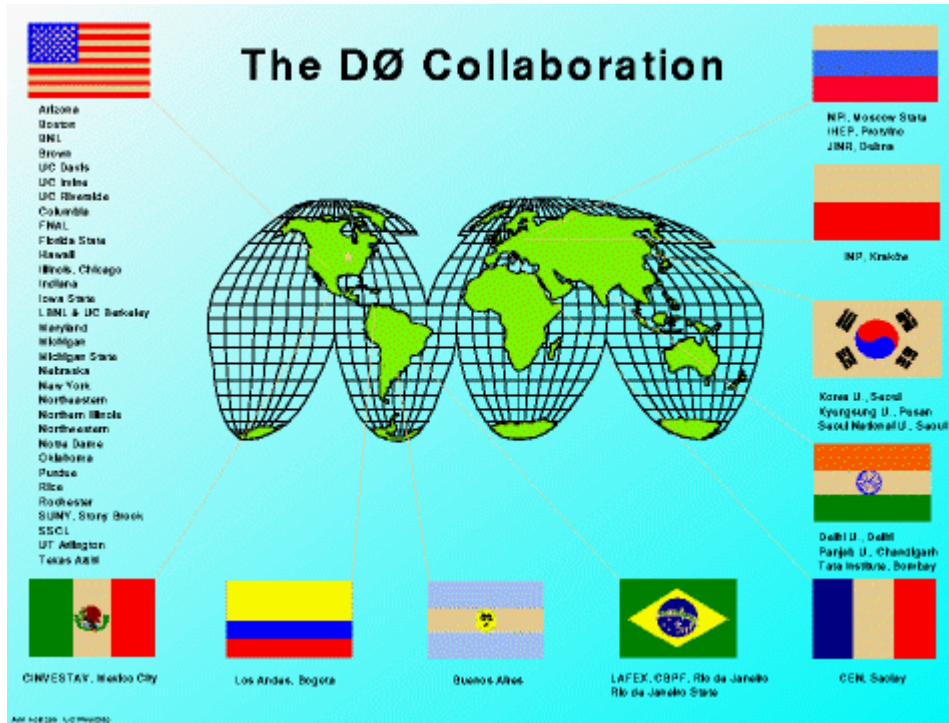 The DØ Collaboration
Arizona
Boston
BNL
Brown
UC Davis
UC Irvine
UC Riverside
Columbia
FNAL
Florida State
Hawaii
Illinois, Chicago
Indiana
Iowa State
LBNL & UC Berkeley
Maryland
Michigan
Michigan State
Nebraska
New York
Northeastern
Northern Illinois
Northwestern
Notre Dame
Oklahoma
Purdue
Rice
Rochester
SUNY, Stony Brook
SSCL
UT Arlington
Texas A&M
MPI, Moscow State
IHEP, Protvino
JINR, Dubna
INP, Kraków
Korea U., Seoul
Kyungsung U., Pusan
Seoul National U., Seoul
Delhi U., Delhi
Panjab U., Chandigarh
Tata Institute, Bombay
CINVESTAV, Mexico City
Los Andes, Bogota
Buenos Aires
LAFEX, CBPF, Rio de Janeiro
Rio de Janeiro State
CEN, Saclay